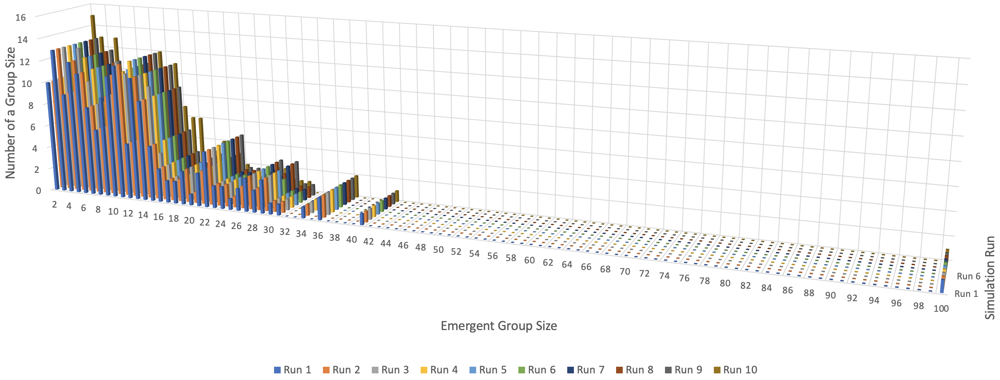 Number of a Group Size
16
14
12
10
8
6
4
2
0
2 4 6 8 10 12 14 16 18 20 22 24 26 28 30 32 34 36 38 40 42 44 46 48 50 52 54 56 58 60 62 64 66 68 70 72 74 76 78 80 82 84 86 88 90 92 94 96 98 100
Run 6
Run 1
Simulation Run
Emergent Group Size
Run 1 Run 2 Run 3 Run 4 Run 5 Run 6 Run 7 Run 8 Run 9 Run 10